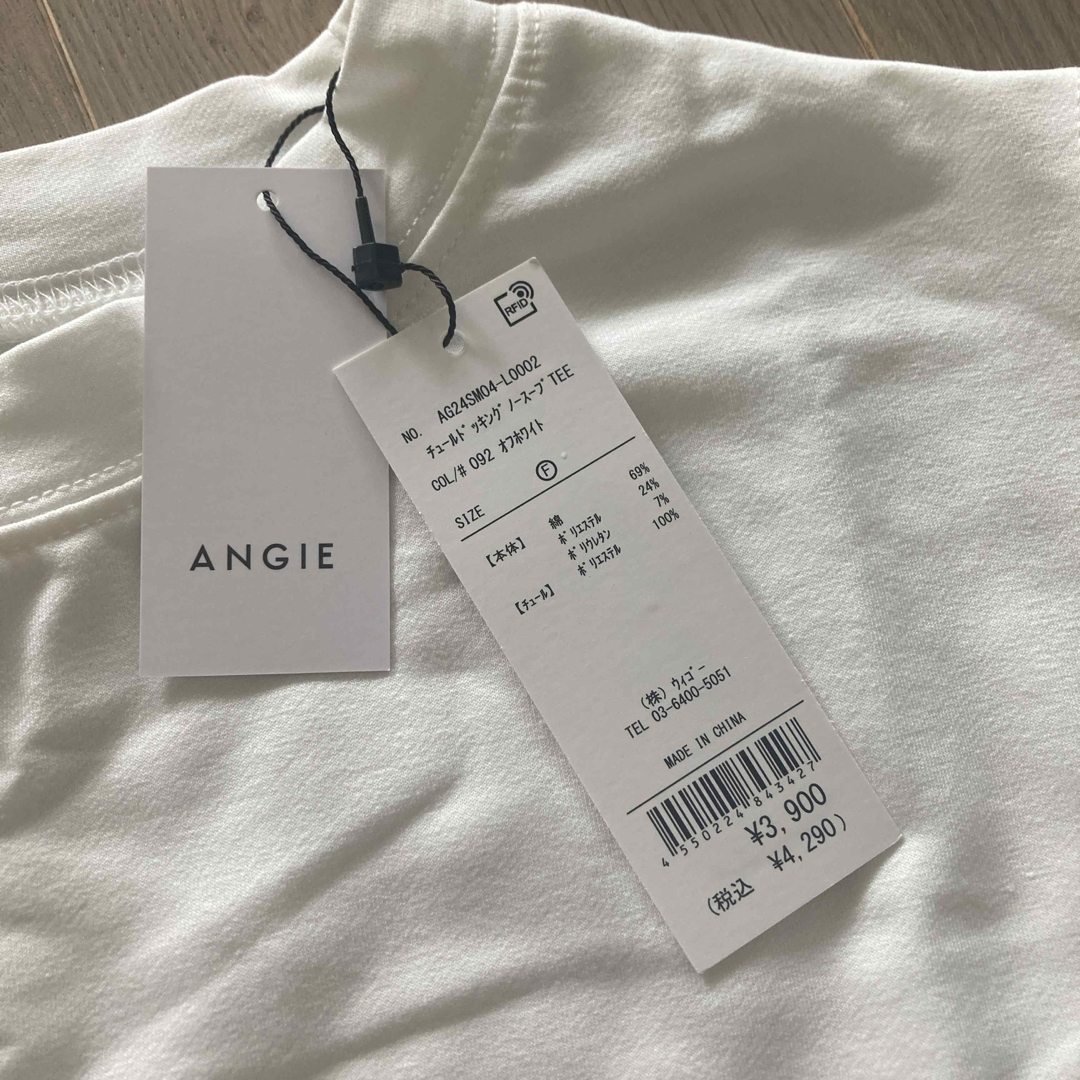 ANGIE
RFID
NO. AG24SM04-L0002
ﾁｭｰﾙﾄﾞｯｷﾝｸﾞﾉｰｽｰﾌﾞTEE
COL/# 092 ｵﾌﾎﾜｲﾄ
SIZE Ⓕ
【本体】 綿 69%
ﾎﾟﾘｴｽﾃﾙ 24%
ﾎﾟﾘｳﾚﾀﾝ 7%
【ﾁｭｰﾙ】 ﾎﾟﾘｴｽﾃﾙ 100%
(株) ｳｨｺﾞｰ
TEL 03-6400-5051
MADE IN CHINA
4 550224 843427
¥3,900
(税込 ¥4,290)